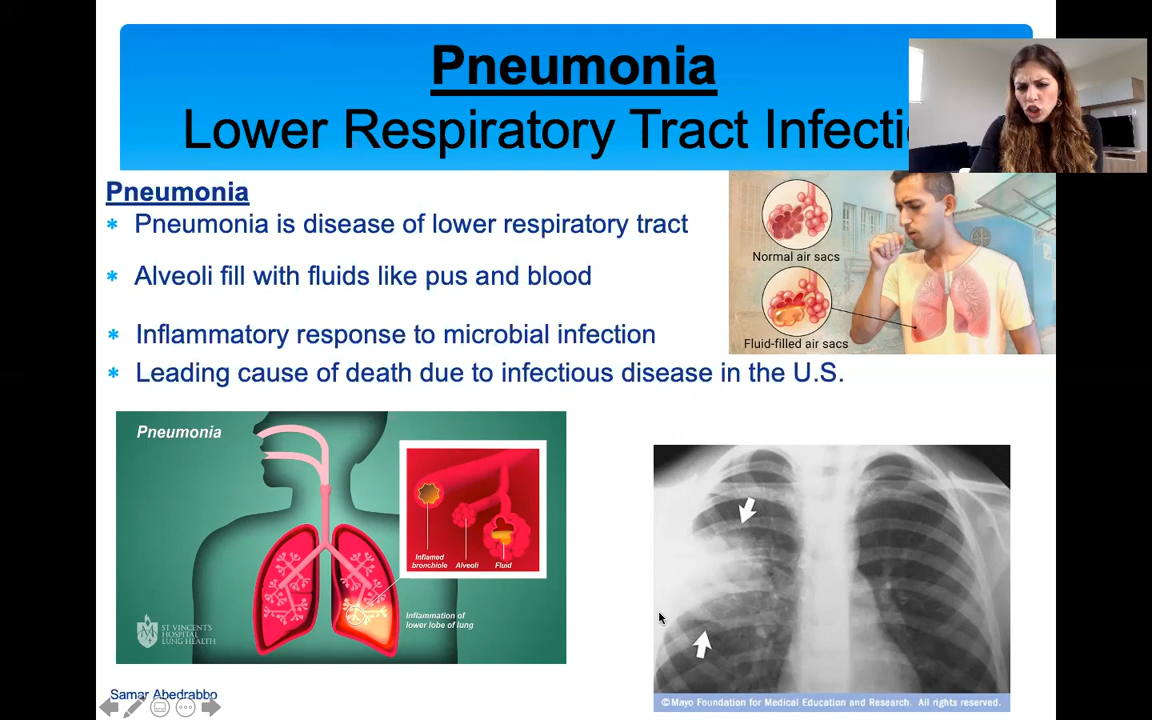 Pneumonia
Lower Respiratory Tract Infecti
Pneumonia
* Pneumonia is disease of lower respiratory tract
* Alveoli fill with fluids like pus and blood
* Inflammatory response to microbial infection
* Leading cause of death due to infectious disease in the U.S.
Normal air sacs
Fluid-filled air sacs
Pneumonia
Inflamed
bronchiole
Alveoli
Fluid
Inflammation of
lower lobe of lung
ST VINCENT'S
HOSPITAL
LUNG HEALTH
©Mayo Foundation for Medical Education and Research. All rights reserved.
Samar Abedrabbo